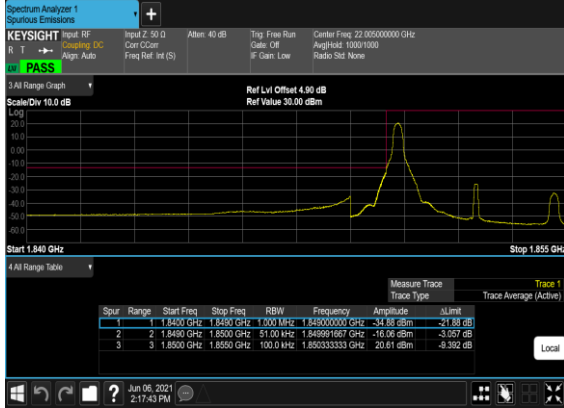 Spectrum Analyzer 1
Spurious Emissions
+
KEYSIGHT Input: RF Input Z: 50 Ω Atten: 40 dB Trig: Free Run Center Freq: 22.005000000 GHz
R T Coupling: DC Corr CCorr Gate: Off Avg|Hold: 1000/1000
Align: Auto Freq Ref: Int (S) IF Gain: Low Radio Std: None
PASS
3 All Range Graph
Ref Lvl Offset 4.90 dB
Scale/Div 10.0 dB Ref Value 30.00 dBm
Log
20.0
10.0
0.00
-10.0
-20.0
-30.0
-40.0
-50.0
-60.0
Start 1.840 GHz Stop 1.855 GHz
4 All Range Table
Measure Trace Trace 1
Trace Type Trace Average (Active)
Spur Range Start Freq Stop Freq RBW Frequency Amplitude ΔLimit
1 1 1.8400 GHz 1.8490 GHz 1.000 MHz 1.849000000 GHz -34.88 dBm -21.88 dB
2 2 1.8490 GHz 1.8500 GHz 51.00 kHz 1.849991667 GHz -16.06 dBm -3.057 dB
3 3 1.8500 GHz 1.8550 GHz 100.0 kHz 1.850333333 GHz 20.61 dBm -9.392 dB
Local
? Jun 06, 2021
2:17:43 PM